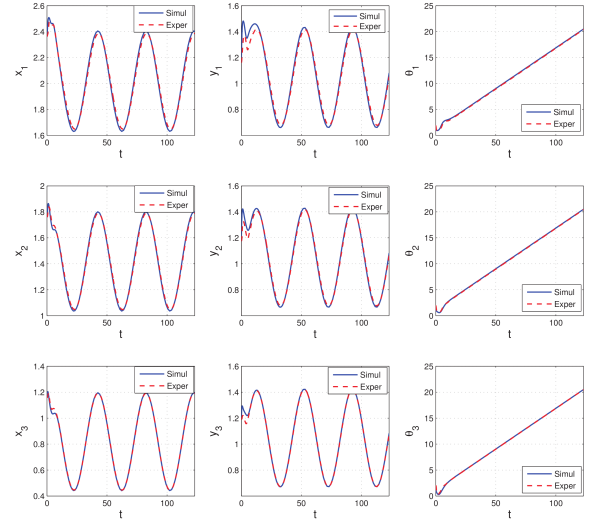 2.6
2.4
2.2
2
1.8
1.6
x1
0 50 100
t
Simul
Exper
1.6
1.4
1.2
1
0.8
y1
0 50 100
t
Simul
Exper
25
20
15
10
5
0
θ1
0 50 100
t
Simul
Exper
2
1.8
1.6
1.4
1.2
1
x2
0 50 100
t
Simul
Exper
1.6
1.4
1.2
1
0.8
y2
0 50 100
t
Simul
Exper
25
20
15
10
5
0
θ2
0 50 100
t
Simul
Exper
1.4
1.2
1
0.8
0.6
0.4
x3
0 50 100
t
Simul
Exper
1.6
1.4
1.2
1
0.8
y3
0 50 100
t
Simul
Exper
25
20
15
10
5
0
θ3
0 50 100
t
Simul
Exper